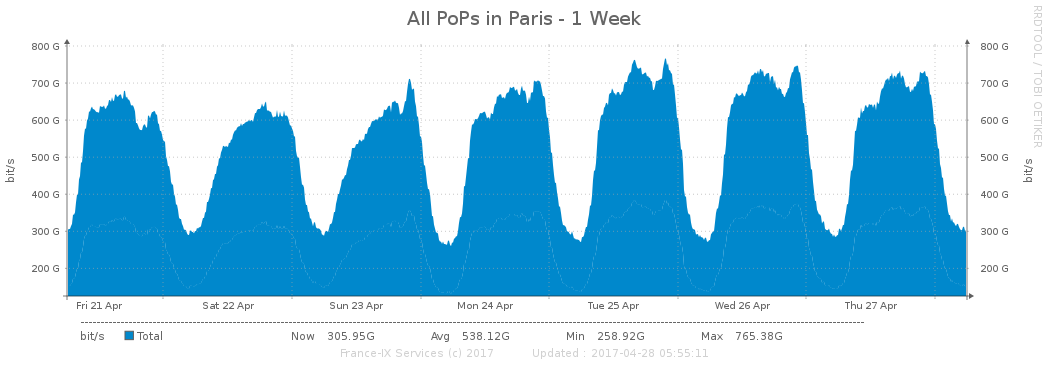 All PoPs in Paris - 1 Week
RRDTOOL / TOBI OETIKER
bit/s
bit/s
800 G 800 G
700 G 700 G
600 G 600 G
500 G 500 G
400 G 400 G
300 G 300 G
200 G 200 G
Fri 21 Apr Sat 22 Apr Sun 23 Apr Mon 24 Apr Tue 25 Apr Wed 26 Apr Thu 27 Apr
bit/s Total Now 305.95G Avg 538.12G Min 258.92G Max 765.38G
France-IX Services (c) 2017 Updated : 2017-04-28 05:55:11